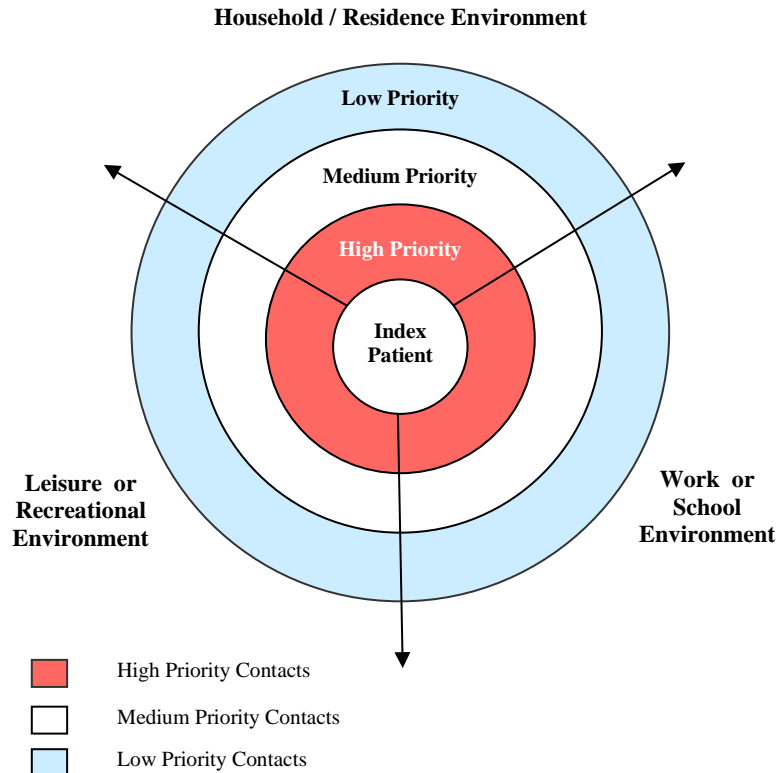 Household / Residence Environment
Low Priority
Medium Priority
High Priority
Index
Patient
Leisure or
Recreational
Environment
Work or
School
Environment
High Priority Contacts
Medium Priority Contacts
Low Priority Contacts